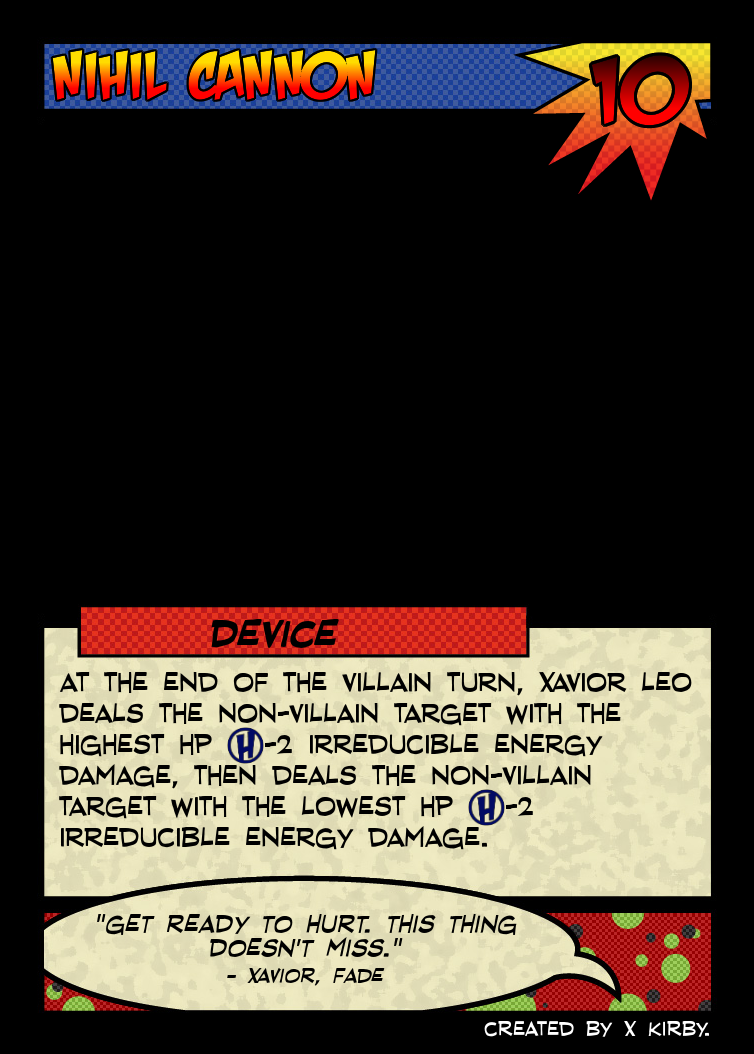 NIHIL CANNON
10
DEVICE
AT THE END OF THE VILLAIN TURN, XAVIOR LEO
DEALS THE NON-VILLAIN TARGET WITH THE
HIGHEST HP H-2 IRREDUCIBLE ENERGY
DAMAGE, THEN DEALS THE NON-VILLAIN
TARGET WITH THE LOWEST HP H-2
IRREDUCIBLE ENERGY DAMAGE.
"GET READY TO HURT. THIS THING
DOESN'T MISS."
- XAVIOR, FADE
CREATED BY X KIRBY.